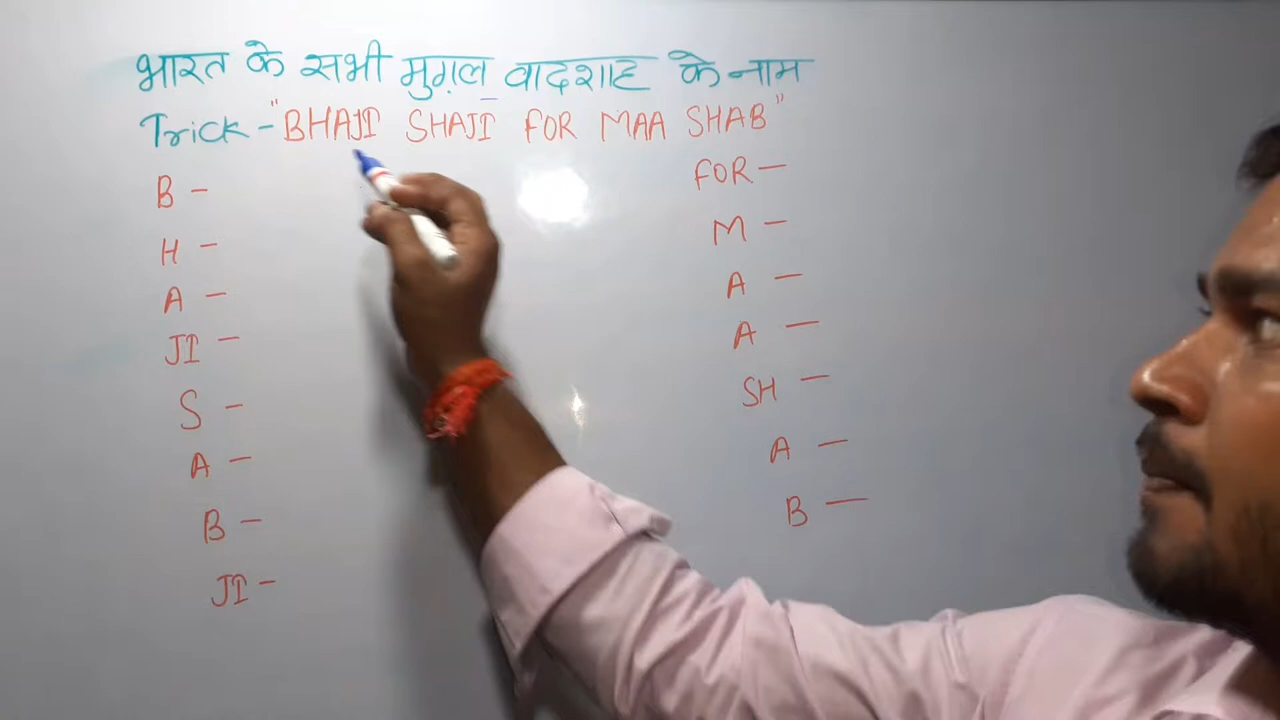 भारत के सभी मुग़ल वादशाह के नाम
Trick - "BHAJI SHAJI FOR MAA SHAB"
B -
H -
A -
JI -
S -
A -
B -
JI -
FOR -
M -
A -
A -
SH -
A -
B -